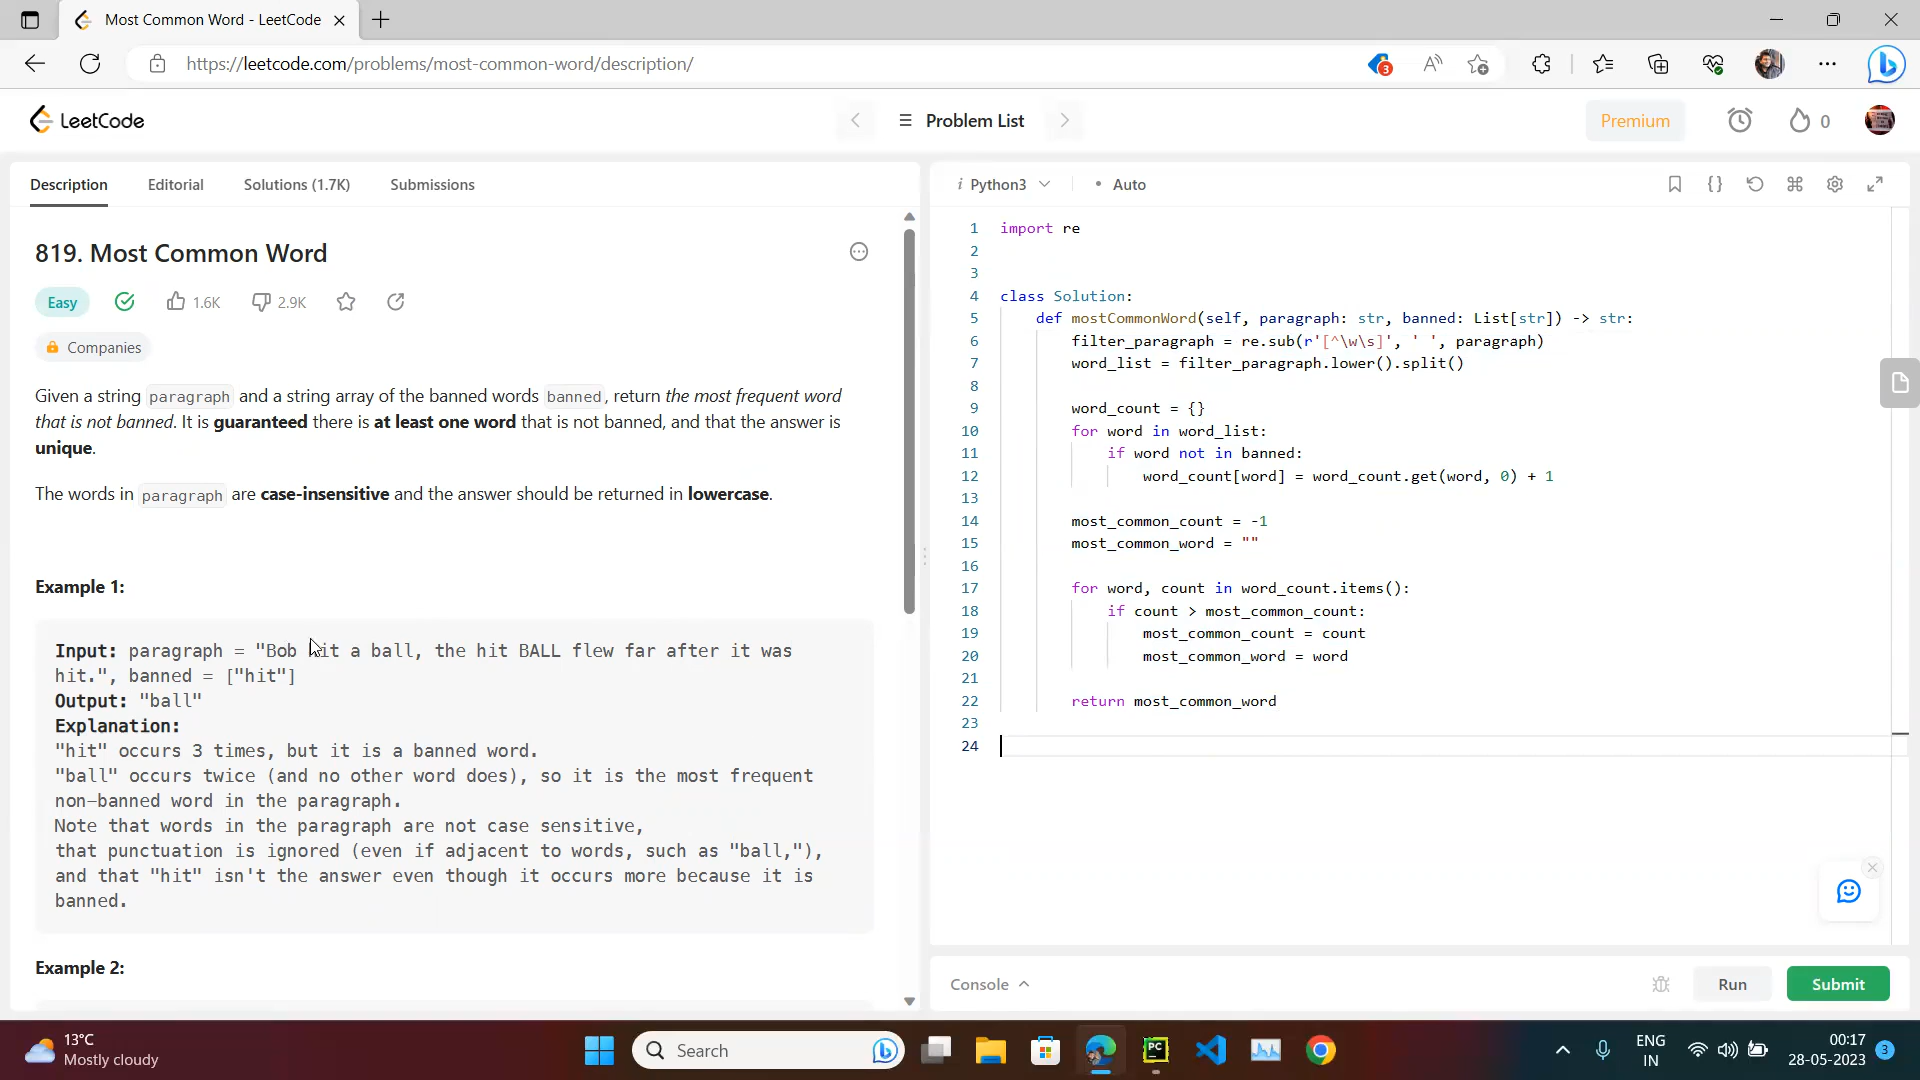 Most Common Word - LeetCode
https://leetcode.com/problems/most-common-word/description/
3
LeetCode
Problem List
Premium
0
Description
Editorial
Solutions (1.7K)
Submissions
819. Most Common Word
Easy
1.6K
2.9K
Companies
Given a string paragraph and a string array of the banned words banned, return the most frequent word
that is not banned. It is guaranteed there is at least one word that is not banned, and that the answer is
unique.
The words in paragraph are case-insensitive and the answer should be returned in lowercase.
Example 1:
Input: paragraph = "Bob hit a ball, the hit BALL flew far after it was
hit.", banned = ["hit"]
Output: "ball"
Explanation:
"hit" occurs 3 times, but it is a banned word.
"ball" occurs twice (and no other word does), so it is the most frequent
non-banned word in the paragraph.
Note that words in the paragraph are not case sensitive,
that punctuation is ignored (even if adjacent to words, such as "ball,"),
and that "hit" isn't the answer even though it occurs more because it is
banned.
Example 2:
i Python3
• Auto
1 import re
2
3
4 class Solution:
5 def mostCommonWord(self, paragraph: str, banned: List[str]) -> str:
6 filter_paragraph = re.sub(r'[^\w\s]', ' ', paragraph)
7 word_list = filter_paragraph.lower().split()
8
9 word_count = {}
10 for word in word_list:
11 if word not in banned:
12 word_count[word] = word_count.get(word, 0) + 1
13
14 most_common_count = -1
15 most_common_word = ""
16
17 for word, count in word_count.items():
18 if count > most_common_count:
19 most_common_count = count
20 most_common_word = word
21
22 return most_common_word
23
24
Console
Run
Submit
13°C
Mostly cloudy
Search
PC
ENG
IN
00:17
28-05-2023
3